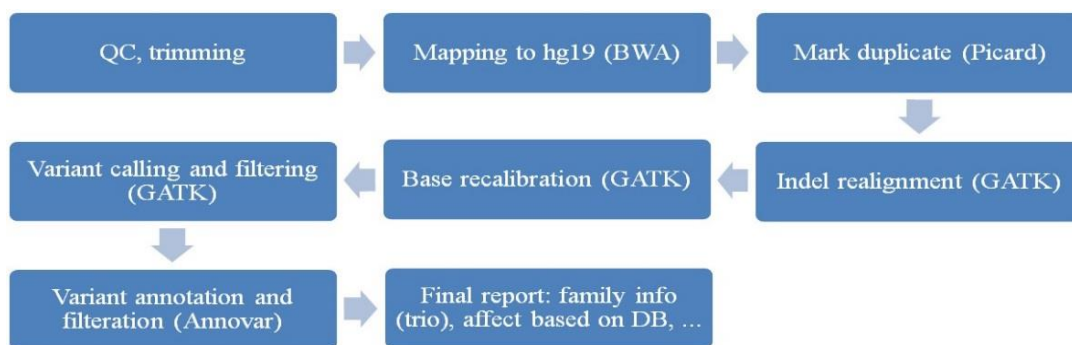 QC, trimming
Mapping to hg19 (BWA)
Mark duplicate (Picard)
Indel realignment (GATK)
Base recalibration (GATK)
Variant calling and filtering
(GATK)
Variant annotation and
filteration (Annovar)
Final report: family info
(trio), affect based on DB, ...